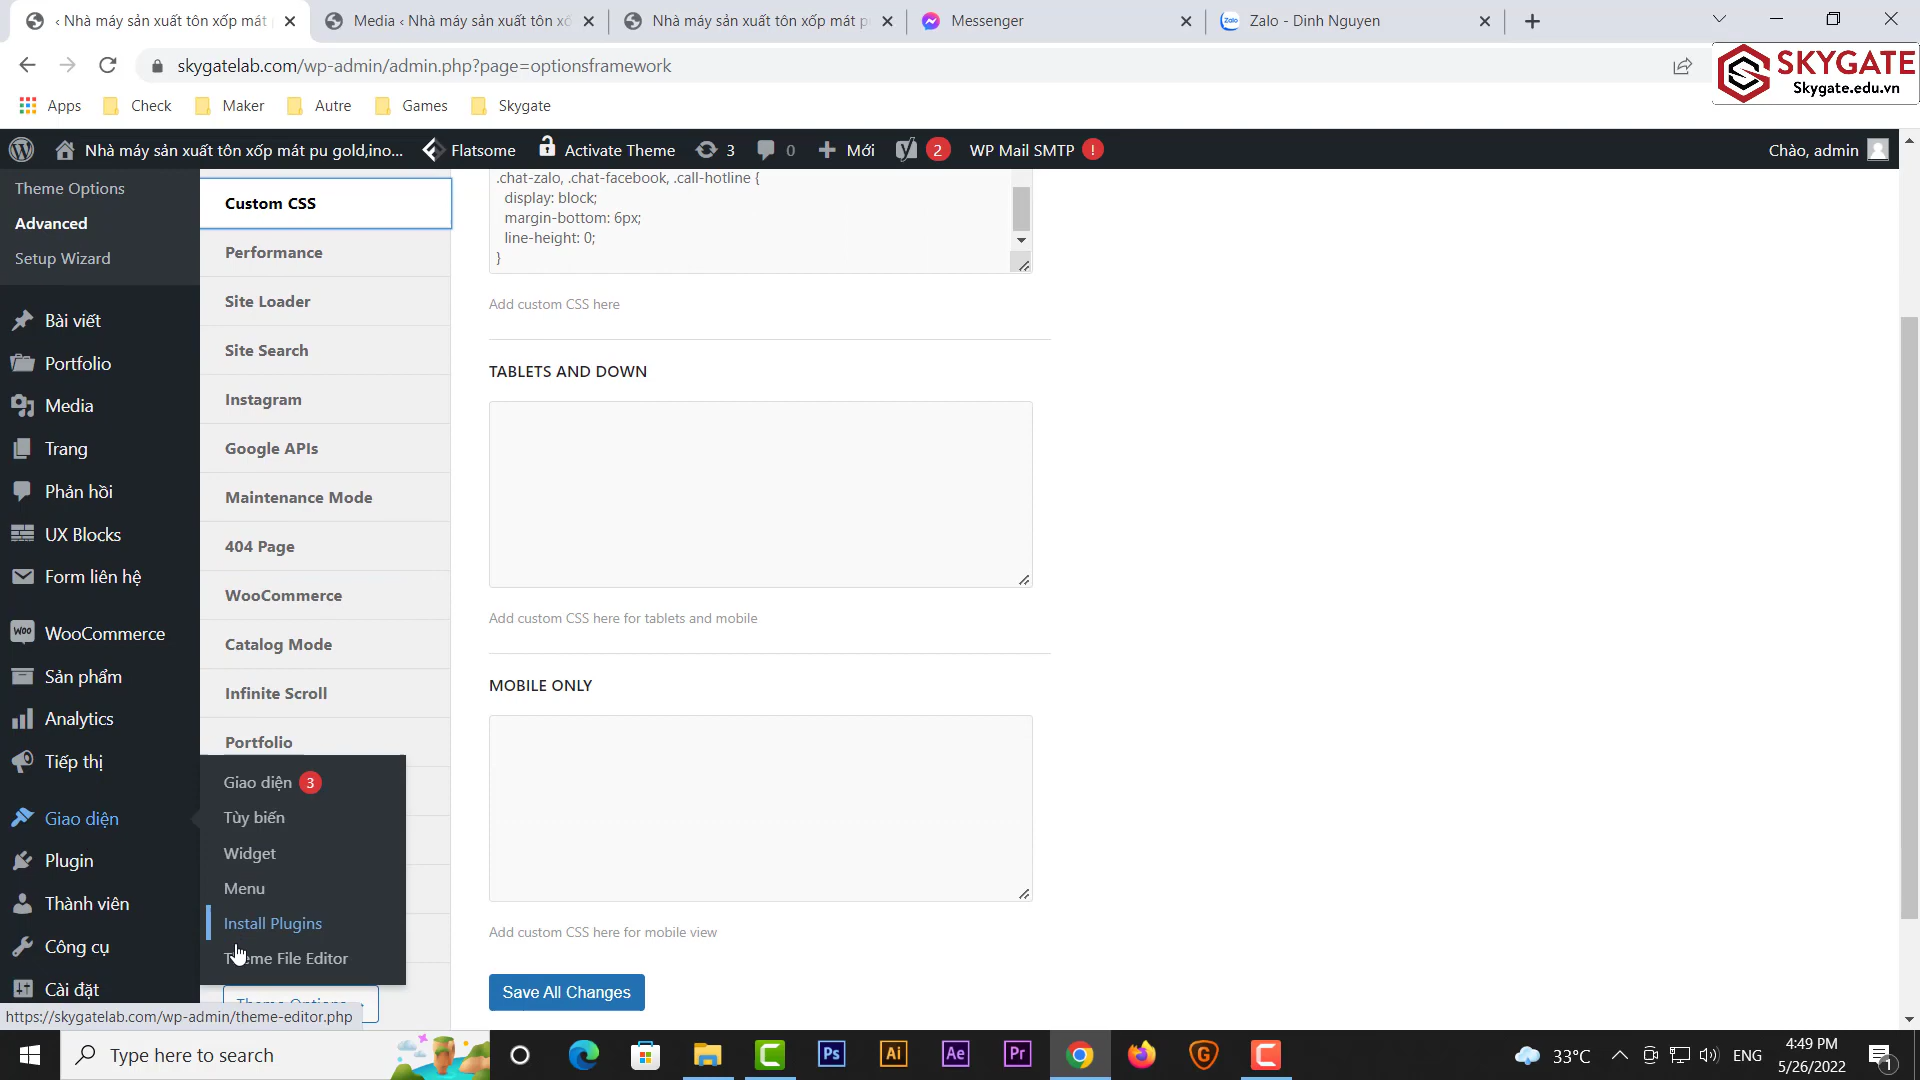 ‹ Nhà máy sản xuất tôn xốp mát
Media ‹ Nhà máy sản xuất tôn xố
Nhà máy sản xuất tôn xốp mát p
Messenger
Zalo - Dinh Nguyen
skygatelab.com/wp-admin/admin.php?page=optionsframework
SKYGATE
Skygate.edu.vn
Apps
Check
Maker
Autre
Games
Skygate
Nhà máy sản xuất tôn xốp mát pu gold,ino...
Flatsome
Activate Theme
3
0
Mới
2
WP Mail SMTP
!
Chào, admin
Theme Options
Advanced
Setup Wizard
Bài viết
Portfolio
Media
Trang
Phản hồi
UX Blocks
Form liên hệ
WooCommerce
Sản phẩm
Analytics
Tiếp thị
Giao diện
Plugin
Thành viên
Công cụ
Cài đặt
Custom CSS
Performance
Site Loader
Site Search
Instagram
Google APIs
Maintenance Mode
404 Page
WooCommerce
Catalog Mode
Infinite Scroll
Portfolio
Giao diện 3
Tùy biến
Widget
Menu
Install Plugins
Theme File Editor
Theme Options
.chat-zalo, .chat-facebook, .call-hotline {
display: block;
margin-bottom: 6px;
line-height: 0;
}
Add custom CSS here
TABLETS AND DOWN
Add custom CSS here for tablets and mobile
MOBILE ONLY
Add custom CSS here for mobile view
Save All Changes
https://skygatelab.com/wp-admin/theme-editor.php
Type here to search
Ps
Ai
Ae
Pr
33°C
ENG
4:49 PM
5/26/2022
1